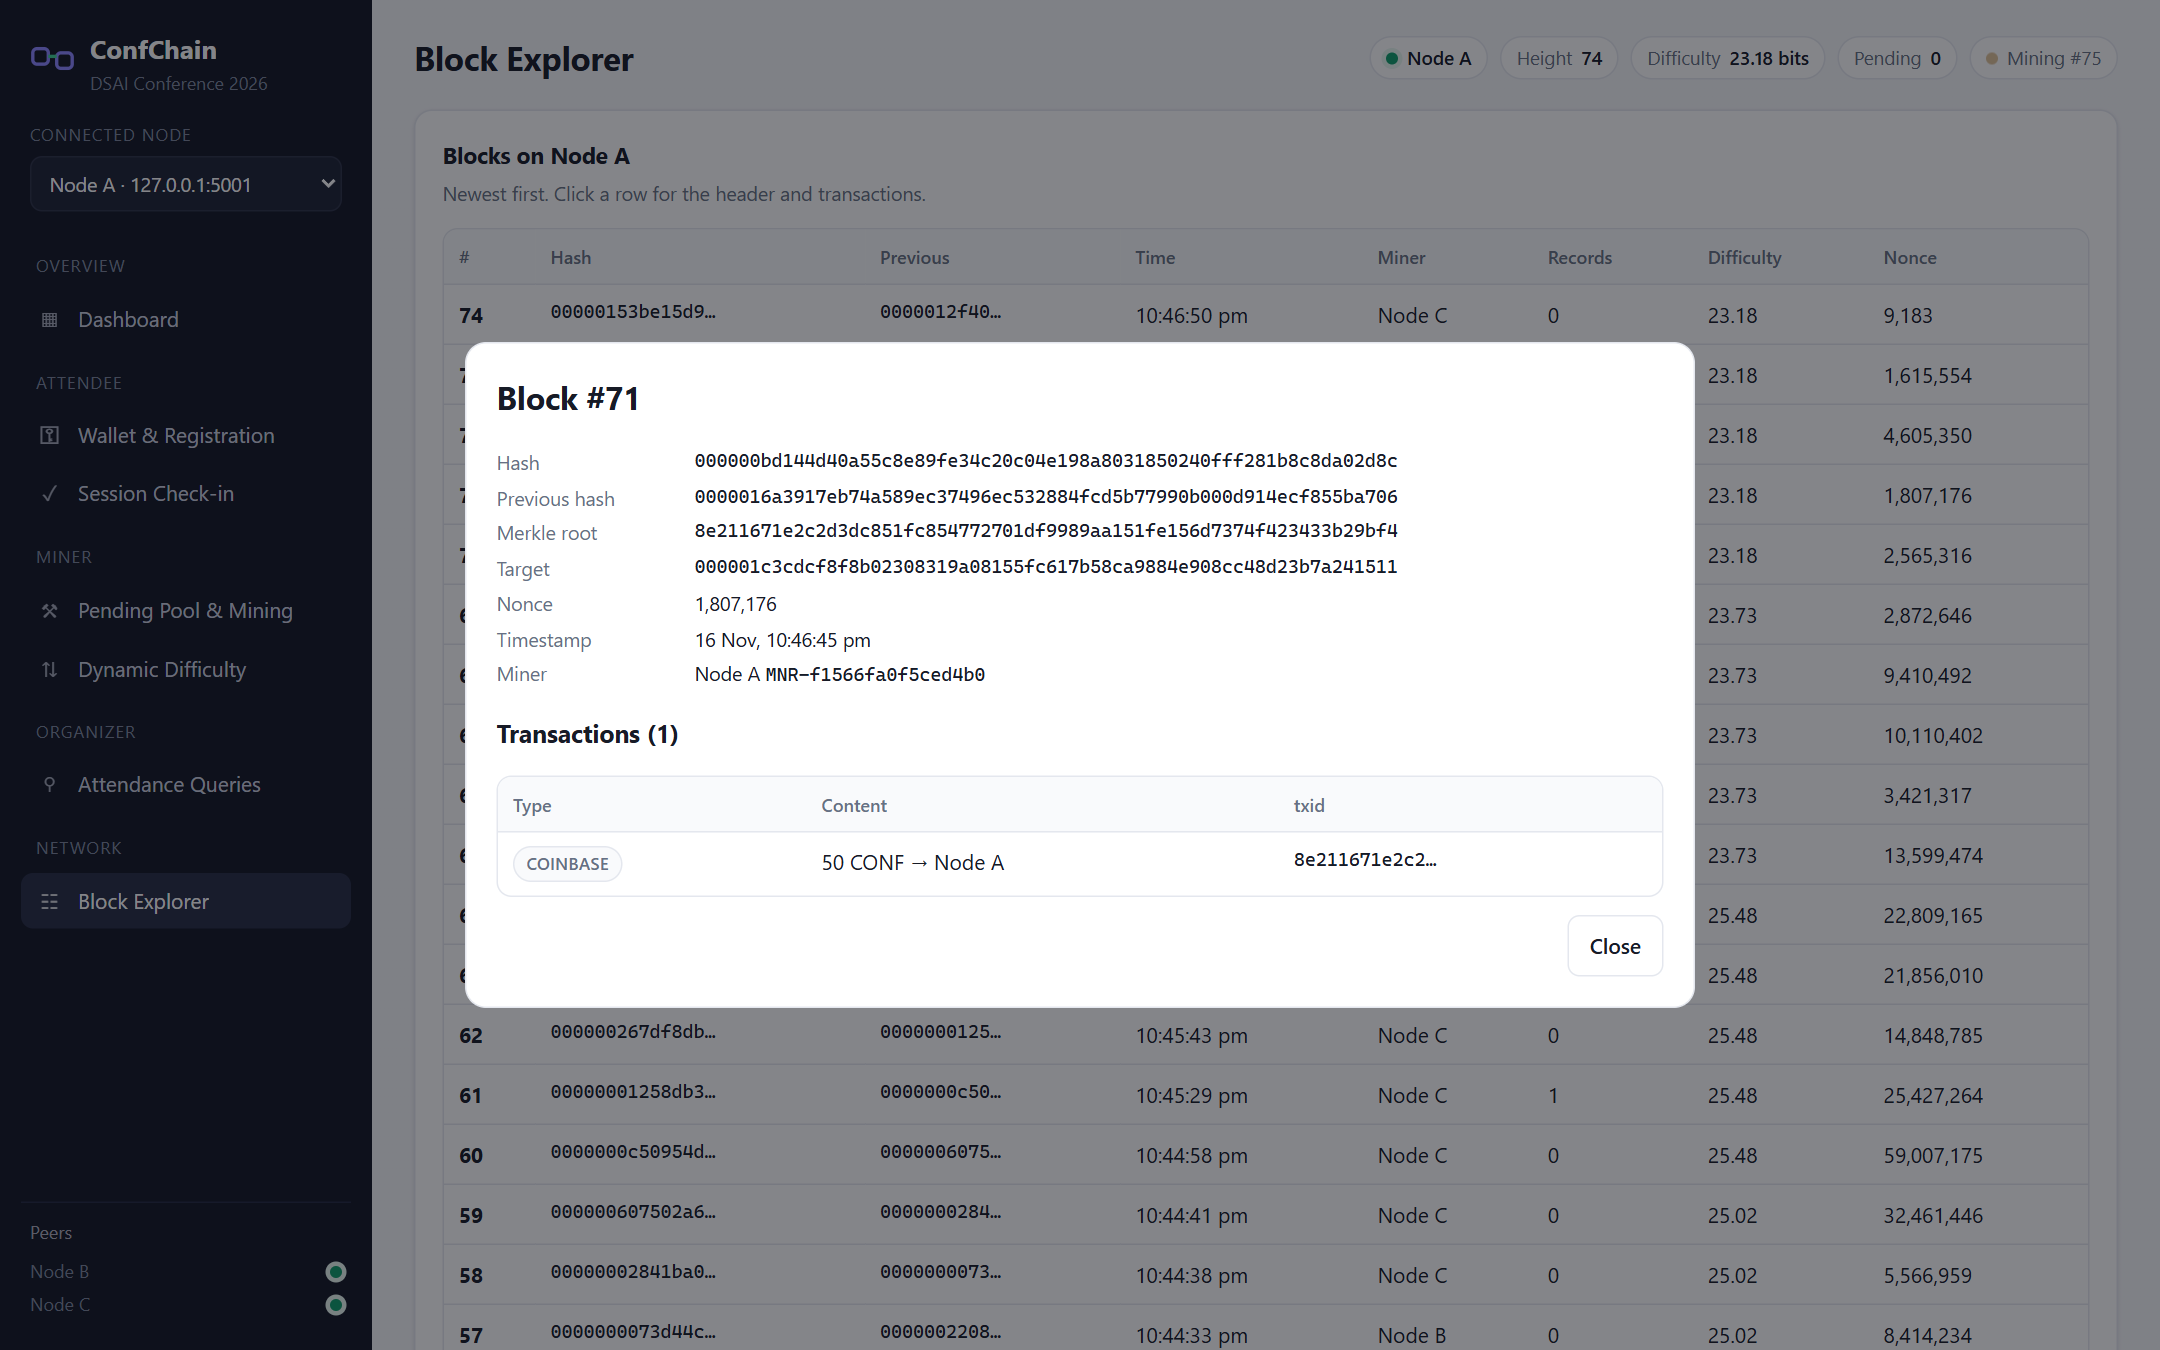 ConfChain
DSAI Conference 2026
CONNECTED NODE
Node A · 127.0.0.1:5001
OVERVIEW
Dashboard
ATTENDEE
Wallet & Registration
Session Check-in
MINER
Pending Pool & Mining
Dynamic Difficulty
ORGANIZER
Attendance Queries
NETWORK
Block Explorer
Peers
Node B
Node C
Block Explorer
Node A
Height 74
Difficulty 23.18 bits
Pending 0
Mining #75
Blocks on Node A
Newest first. Click a row for the header and transactions.
# Hash Previous Time Miner Records Difficulty Nonce
74 00000153be15d9… 0000012f40… 10:46:50 pm Node C 0 23.18 9,183
23.18 1,615,554
23.18 4,605,350
23.18 1,807,176
23.18 2,565,316
23.73 2,872,646
23.73 9,410,492
23.73 10,110,402
23.73 3,421,317
23.73 13,599,474
25.48 22,809,165
25.48 21,856,010
62 000000267df8db… 0000000125… 10:45:43 pm Node C 0 25.48 14,848,785
61 00000001258db3… 0000000c50… 10:45:29 pm Node C 1 25.48 25,427,264
60 0000000c50954d… 0000006075… 10:44:58 pm Node C 0 25.48 59,007,175
59 000000607502a6… 0000000284… 10:44:41 pm Node C 0 25.02 32,461,446
58 00000002841ba0… 0000000073… 10:44:38 pm Node C 0 25.02 5,566,959
57 0000000073d44c… 0000002208… 10:44:33 pm Node B 0 25.02 8,414,234
Block #71
Hash 000000bd144d40a55c8e89fe34c20c04e198a8031850240fff281b8c8da02d8c
Previous hash 0000016a3917eb74a589ec37496ec532884fcd5b77990b000d914ecf855ba706
Merkle root 8e211671e2c2d3dc851fc854772701df9989aa151fe156d7374f423433b29bf4
Target 000001c3cdcf8f8b02308319a08155fc617b58ca9884e908cc48d23b7a241511
Nonce 1,807,176
Timestamp 16 Nov, 10:46:45 pm
Miner Node A MNR-f1566fa0f5ced4b0
Transactions (1)
Type Content txid
COINBASE 50 CONF → Node A 8e211671e2c2…
Close